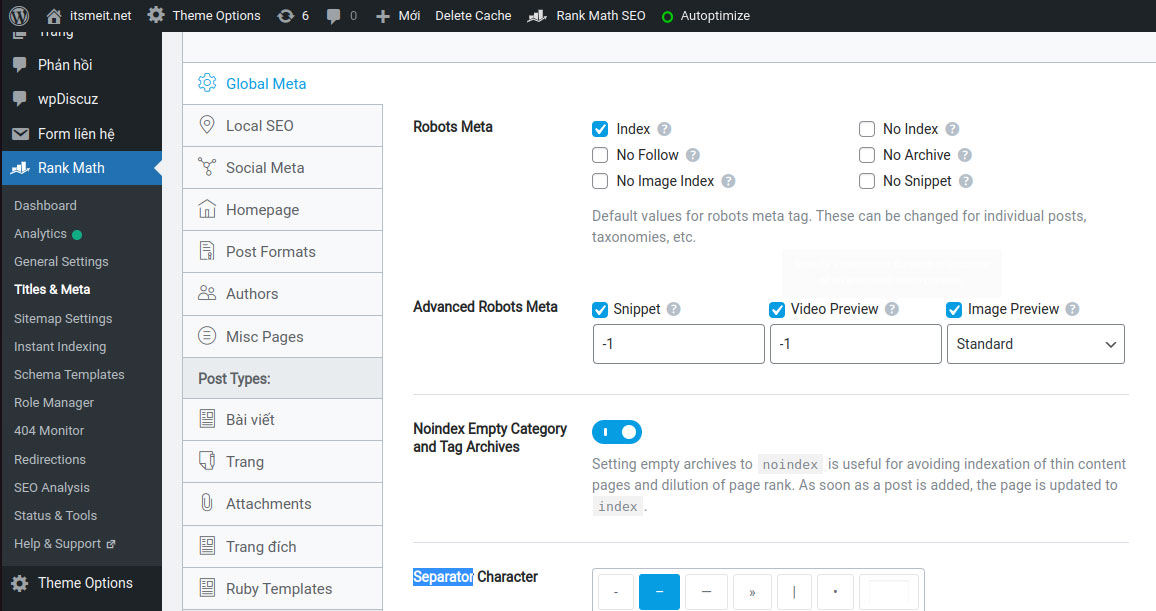 itsmeit.net Theme Options 6 0 Mới Delete Cache Rank Math SEO Autoptimize
Trang
Phản hồi
wpDiscuz
Form liên hệ
Rank Math
Dashboard
Analytics
General Settings
Titles & Meta
Sitemap Settings
Instant Indexing
Schema Templates
Role Manager
404 Monitor
Redirections
SEO Analysis
Status & Tools
Help & Support
Theme Options
Global Meta
Local SEO
Social Meta
Homepage
Post Formats
Authors
Misc Pages
Post Types:
Bài viết
Trang
Attachments
Trang đích
Ruby Templates
Robots Meta
Index ? No Index ?
No Follow ? No Archive ?
No Image Index ? No Snippet ?
Default values for robots meta tag. These can be changed for individual posts,
taxonomies, etc.
Advanced Robots Meta
Snippet ? Video Preview ? Image Preview ?
-1 -1 Standard
Noindex Empty Category
and Tag Archives
Setting empty archives to noindex is useful for avoiding indexation of thin content
pages and dilution of page rank. As soon as a post is added, the page is updated to
index .
Separator Character
- – — » | •